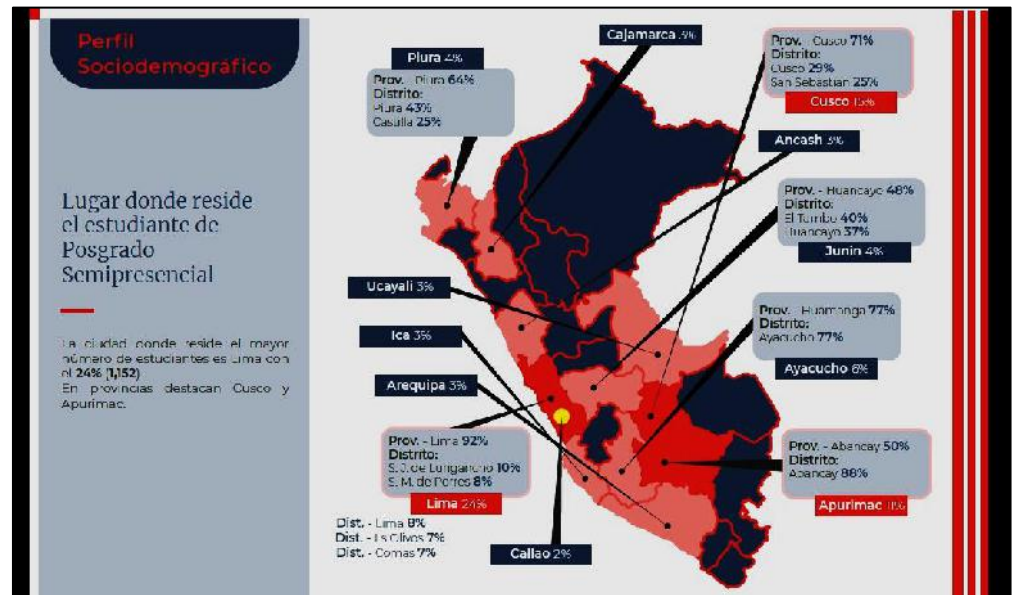 Perfil
Sociodemográfico
Lugar donde reside
el estudiante de
Posgrado
Semipresencial
La ciudad donde reside el mayor
número de estudiantes es Lima con
el 24% (1,152)
En provincias destacan Cusco y
Apurimac.
Cajamarca 3%
Piura 4%
Prov. - Piura 64%
Distrito:
Piura 43%
Castilla 25%
Prov. - Cusco 71%
Distrito:
Cusco 29%
San Sebastian 25%
Cusco 15%
Ancash 3%
Prov. - Huancayo 48%
Distrito:
El Tambo 40%
Huancayo 37%
Junin 4%
Ucayali 3%
Ica 3%
Arequipa 3%
Prov. - Huamanga 77%
Distrito:
Ayacucho 77%
Ayacucho 6%
Prov. - Lima 92%
Distrito:
S. J. de Lurigancho 10%
S. M. de Porres 8%
Lima 24%
Dist. - Lima 8%
Dist. - Ls Olivos 7%
Dist. - Comas 7%
Callao 2%
Prov. - Abancay 50%
Distrito:
Abancay 88%
Apurimac 11%